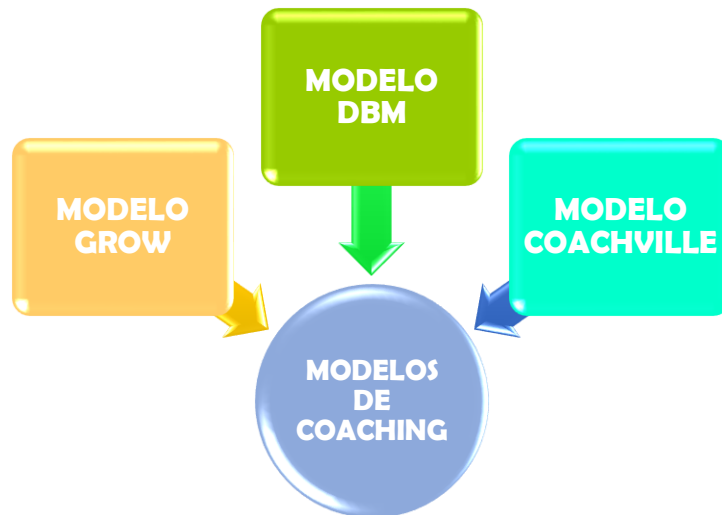 MODELO
DBM
MODELO
GROW
MODELO
COACHVILLE
MODELOS
DE
COACHING